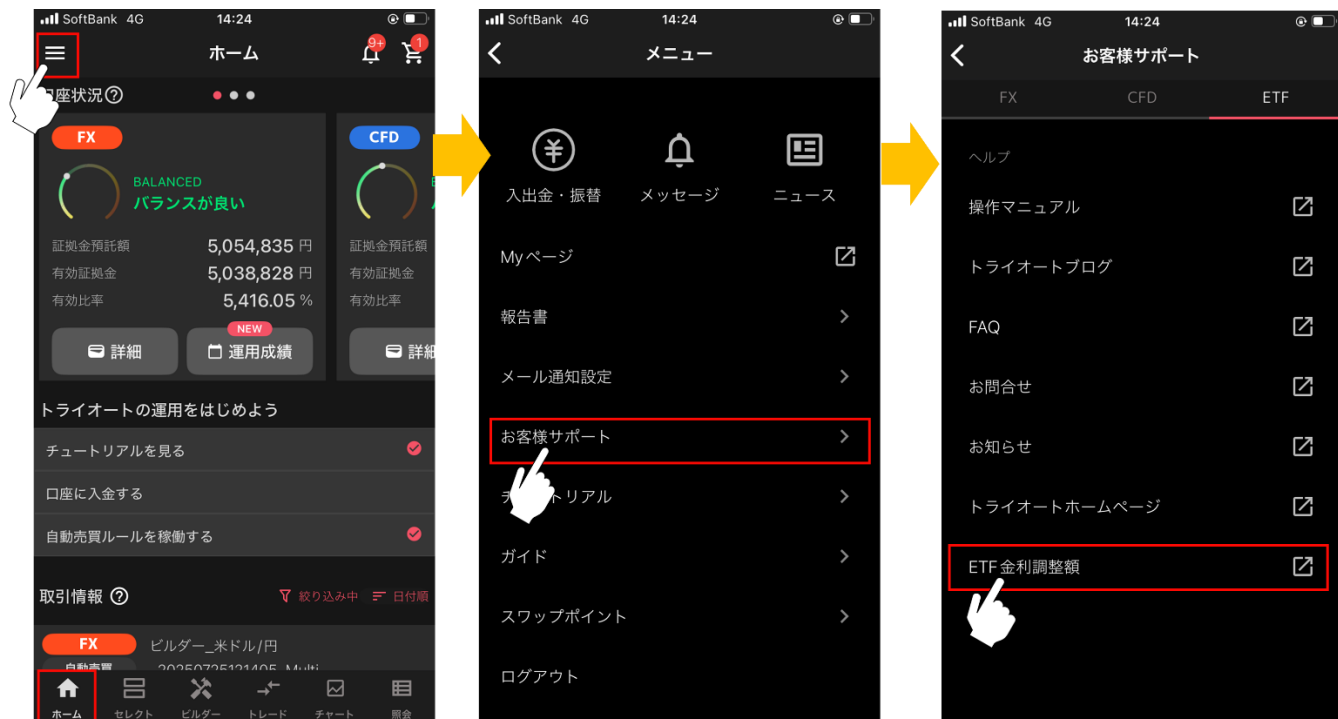 SoftBank 4G 14:24
ホーム
9+ 1
口座状況
FX
BALANCED
バランスが良い
証拠金預託額 5,054,835 円
有効証拠金 5,038,828 円
有効比率 5,416.05 %
NEW
詳細 運用成績
CFD
証拠金預託額
有効証拠金
有効比率
詳細
トライオートの運用をはじめよう
チュートリアルを見る
口座に入金する
自動売買ルールを稼働する
取引情報 絞り込み中 日付順
FX ビルダー_米ドル/円
自動売買 20250725121405_Multi
ホーム セレクト ビルダー トレード チャート 照会
SoftBank 4G 14:24
メニュー
入出金・振替 メッセージ ニュース
Myページ
報告書
メール通知設定
お客様サポート
チュートリアル
ガイド
スワップポイント
ログアウト
SoftBank 4G 14:24
お客様サポート
FX CFD ETF
ヘルプ
操作マニュアル
トライオートブログ
FAQ
お問合せ
お知らせ
トライオートホームページ
ETF金利調整額